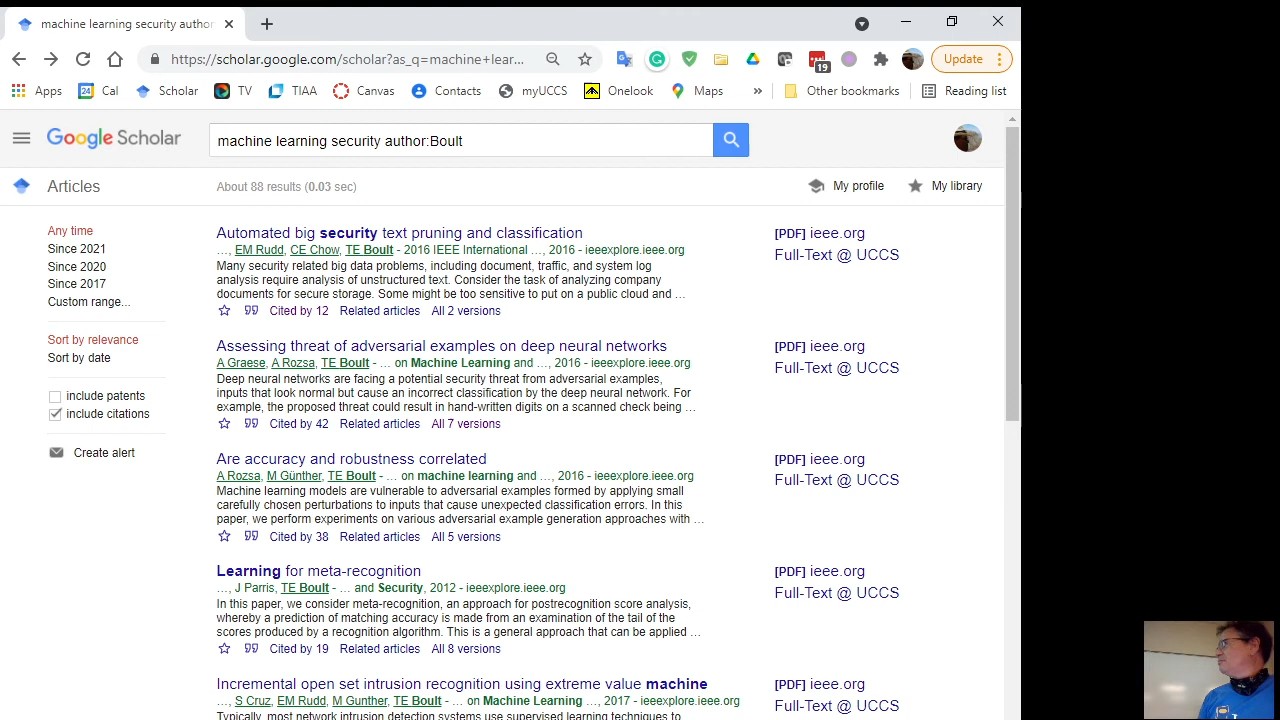 machine learning security author
https://scholar.google.com/scholar?as_q=machine+lear...
19
Update
Apps
24 Cal
Scholar
TV
TIAA
Canvas
Contacts
myUCCS
Onelook
Maps
»
Other bookmarks
Reading list
Google Scholar
machine learning security author:Boult
Articles
About 88 results (0.03 sec)
My profile
My library
Any time
Since 2021
Since 2020
Since 2017
Custom range...
Sort by relevance
Sort by date
include patents
include citations
Create alert
Automated big security text pruning and classification
…, EM Rudd, CE Chow, TE Boult - 2016 IEEE International …, 2016 - ieeexplore.ieee.org
Many security related big data problems, including document, traffic, and system log
analysis require analysis of unstructured text. Consider the task of analyzing company
documents for secure storage. Some might be too sensitive to put on a public cloud and …
Cited by 12 Related articles All 2 versions
[PDF] ieee.org
Full-Text @ UCCS
Assessing threat of adversarial examples on deep neural networks
A Graese, A Rozsa, TE Boult - … on Machine Learning and …, 2016 - ieeexplore.ieee.org
Deep neural networks are facing a potential security threat from adversarial examples,
inputs that look normal but cause an incorrect classification by the deep neural network. For
example, the proposed threat could result in hand-written digits on a scanned check being …
Cited by 42 Related articles All 7 versions
[PDF] ieee.org
Full-Text @ UCCS
Are accuracy and robustness correlated
A Rozsa, M Günther, TE Boult - … on machine learning and …, 2016 - ieeexplore.ieee.org
Machine learning models are vulnerable to adversarial examples formed by applying small
carefully chosen perturbations to inputs that cause unexpected classification errors. In this
paper, we perform experiments on various adversarial example generation approaches with …
Cited by 38 Related articles All 5 versions
[PDF] ieee.org
Full-Text @ UCCS
Learning for meta-recognition
…, J Parris, TE Boult - … and Security, 2012 - ieeexplore.ieee.org
In this paper, we consider meta-recognition, an approach for postrecognition score analysis,
whereby a prediction of matching accuracy is made from an examination of the tail of the
scores produced by a recognition algorithm. This is a general approach that can be applied …
Cited by 19 Related articles All 8 versions
[PDF] ieee.org
Full-Text @ UCCS
Incremental open set intrusion recognition using extreme value machine
…, S Cruz, EM Rudd, M Gunther, TE Boult - … on Machine Learning …, 2017 - ieeexplore.ieee.org
Typically, most network intrusion detection systems use supervised learning techniques to
[PDF] ieee.org
Full-Text @ UCCS